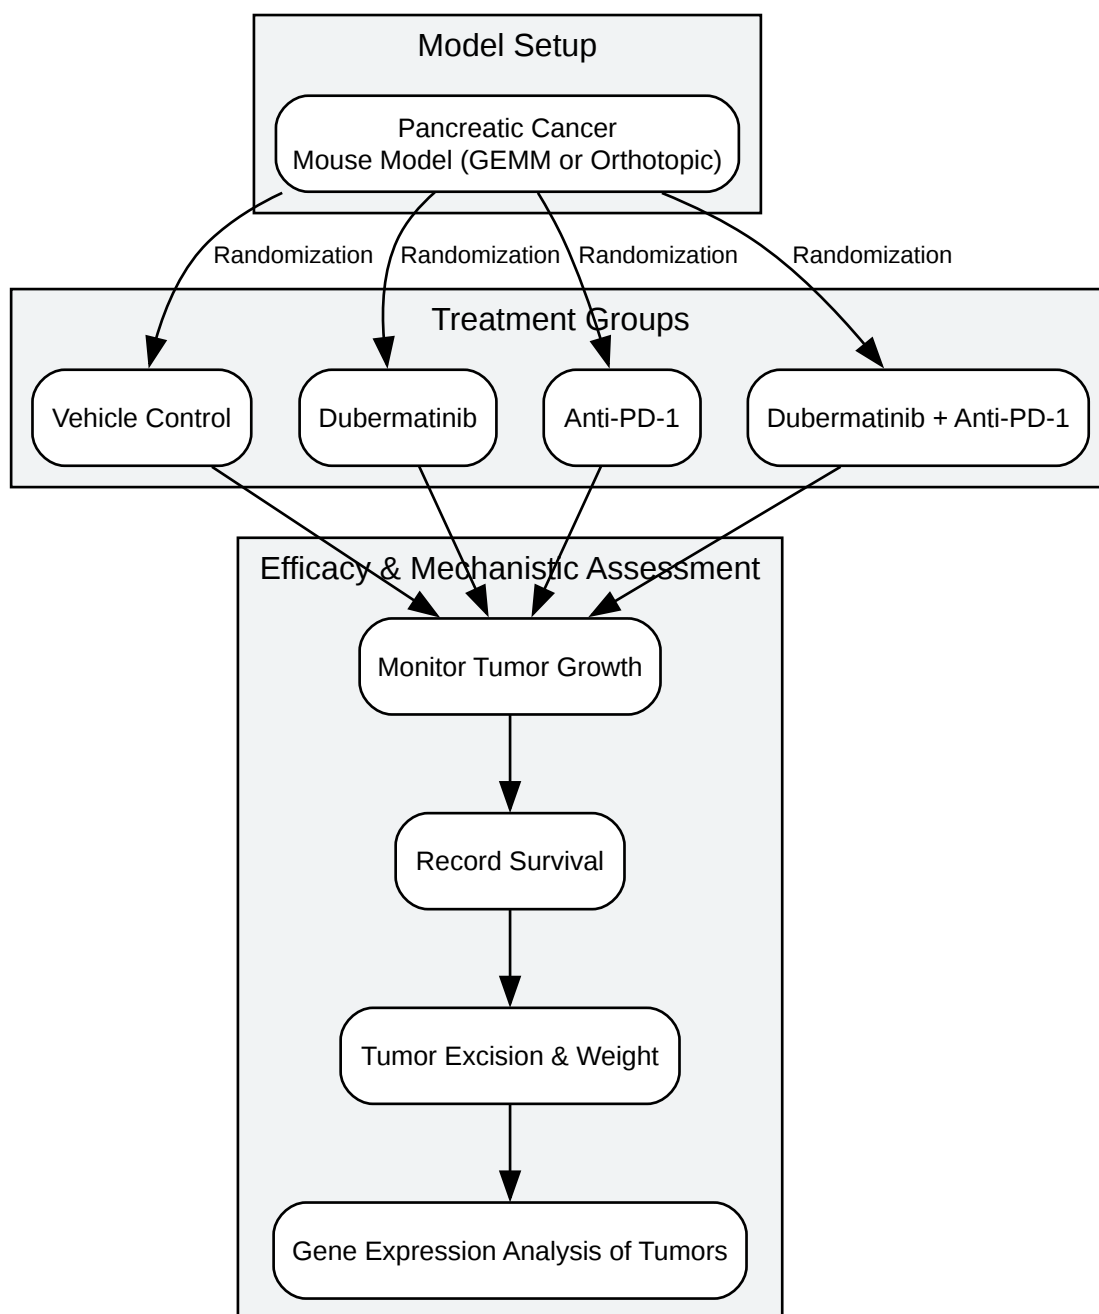 Model Setup
Pancreatic Cancer
Mouse Model (GEMM or Orthotopic)
Randomization Randomization Randomization Randomization
Treatment Groups
Vehicle Control Dubermatinib Anti-PD-1 Dubermatinib + Anti-PD-1
Efficacy & Mechanistic Assessment
Monitor Tumor Growth
Record Survival
Tumor Excision & Weight
Gene Expression Analysis of Tumors